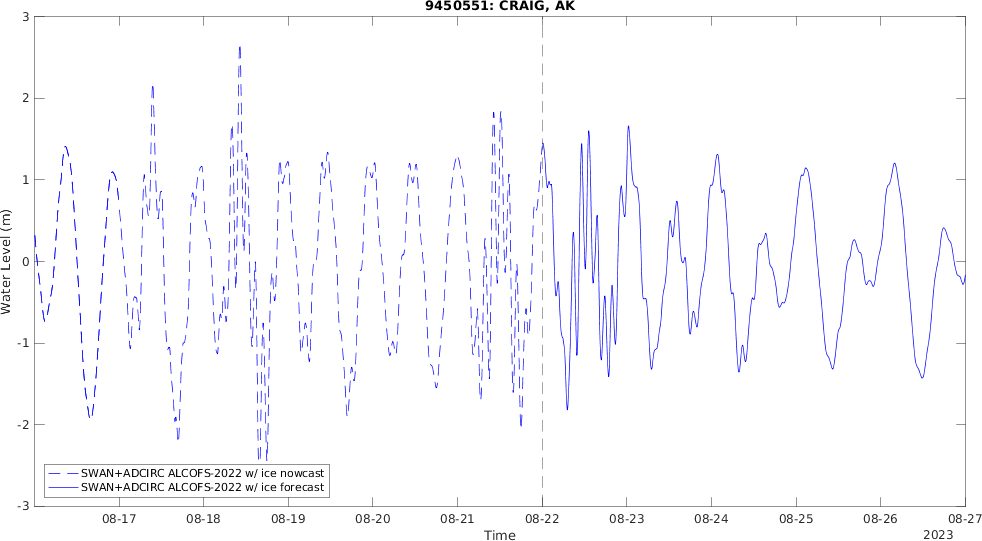 9450551: CRAIG, AK
3
2
1
0
-1
-2
-3
Water Level (m)
SWAN+ADCIRC ALCOFS-2022 w/ ice nowcast
SWAN+ADCIRC ALCOFS-2022 w/ ice forecast
08-17 08-18 08-19 08-20 08-21 08-22 08-23 08-24 08-25 08-26 08-27
Time
2023